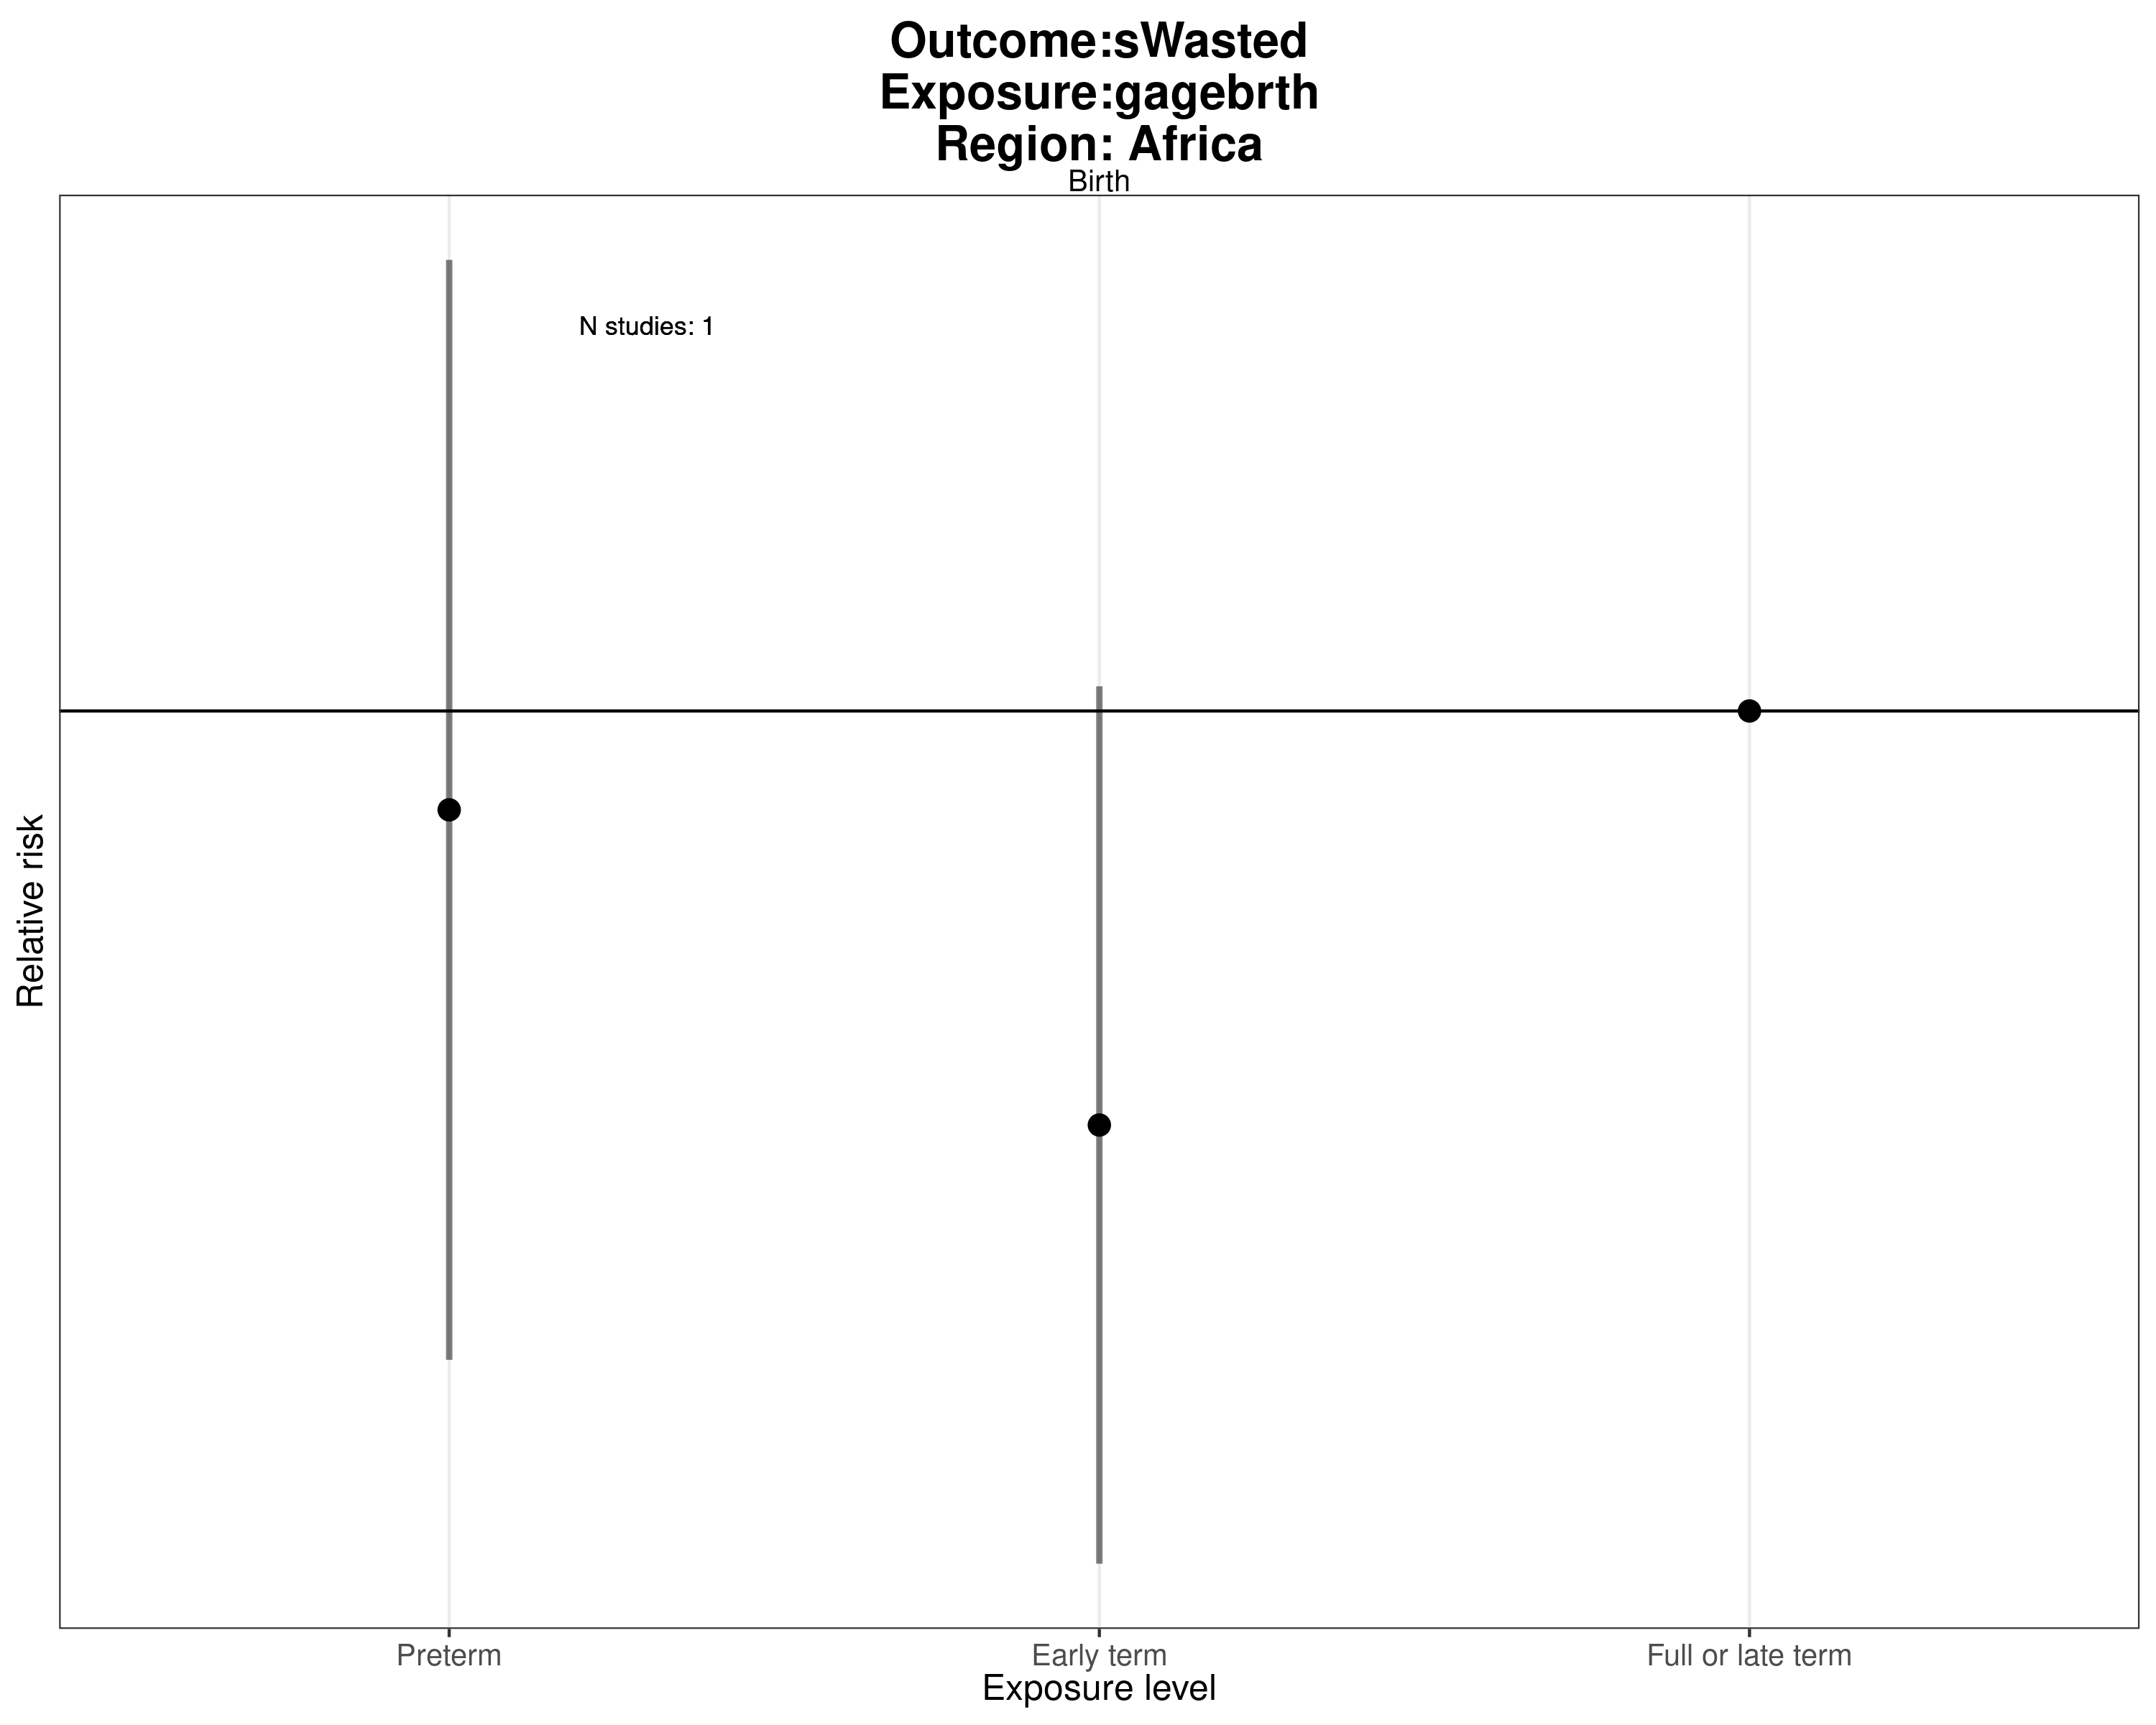 Outcome:sWasted
Exposure:gagebrth
Region: Africa
Birth
N studies: 1
Relative risk
Preterm
Early term
Full or late term
Exposure level